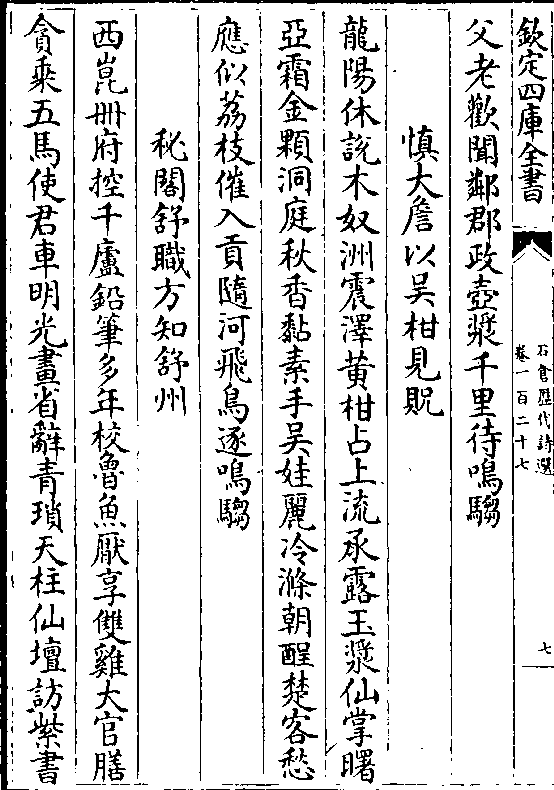 欽定四庫全書
石倉歷代詩選
卷一百二十七
七
父老歡聞鄰郡政壺漿千里待鳴騶
慎大詹以吳柑見貺
龍陽休說木奴洲震澤黄柑占上流承露玉漿仙掌曙
亞霜金顆洞庭秋香黏素手吳娃麗冷滌朝酲楚客愁
應似荔枝催入貢隨河飛鳥逐鳴騶
秘閣舒職方知舒州
西崑冊府控千廬鉛筆多年校魯魚厭享雙雞大官膳
貪乘五馬使君車明光畫省辭青瑣天柱仙壇訪紫書